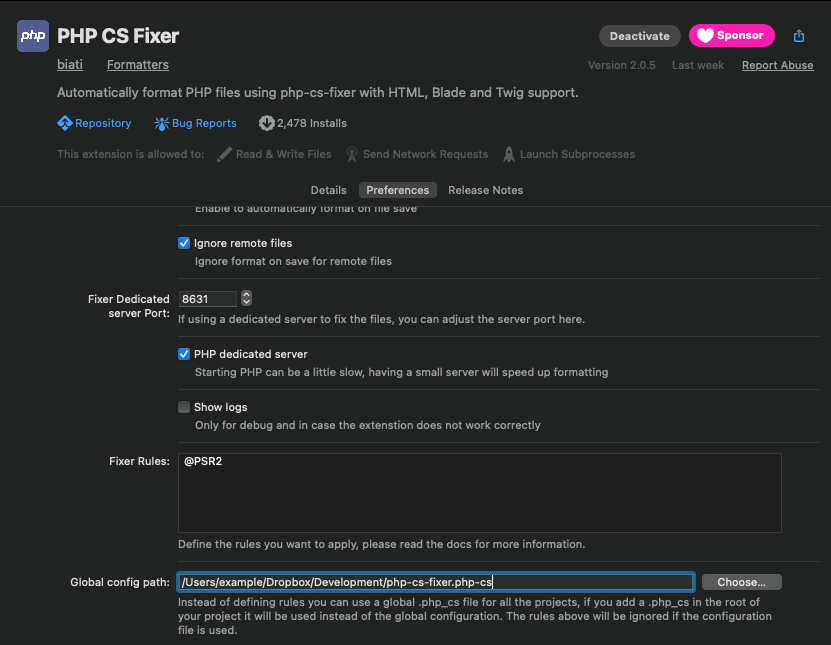 php PHP CS Fixer
Deactivate
Sponsor
biati Formatters
Version 2.0.5 Last week Report Abuse
Automatically format PHP files using php-cs-fixer with HTML, Blade and Twig support.
Repository Bug Reports 2,478 Installs
This extension is allowed to: Read & Write Files Send Network Requests Launch Subprocesses
Details Preferences Release Notes
Enable to automatically format on file save
Ignore remote files
Ignore format on save for remote files
Fixer Dedicated
server Port:
8631
If using a dedicated server to fix the files, you can adjust the server port here.
PHP dedicated server
Starting PHP can be a little slow, having a small server will speed up formatting
Show logs
Only for debug and in case the extenstion does not work correctly
Fixer Rules:
@PSR2
Define the rules you want to apply, please read the docs for more information.
Global config path: /Users/example/Dropbox/Development/php-cs-fixer.php-cs Choose...
Instead of defining rules you can use a global .php_cs file for all the projects, if you add a .php_cs in the root of
your project it will be used instead of the global configuration. The rules above will be ignored if the configuration
file is used.